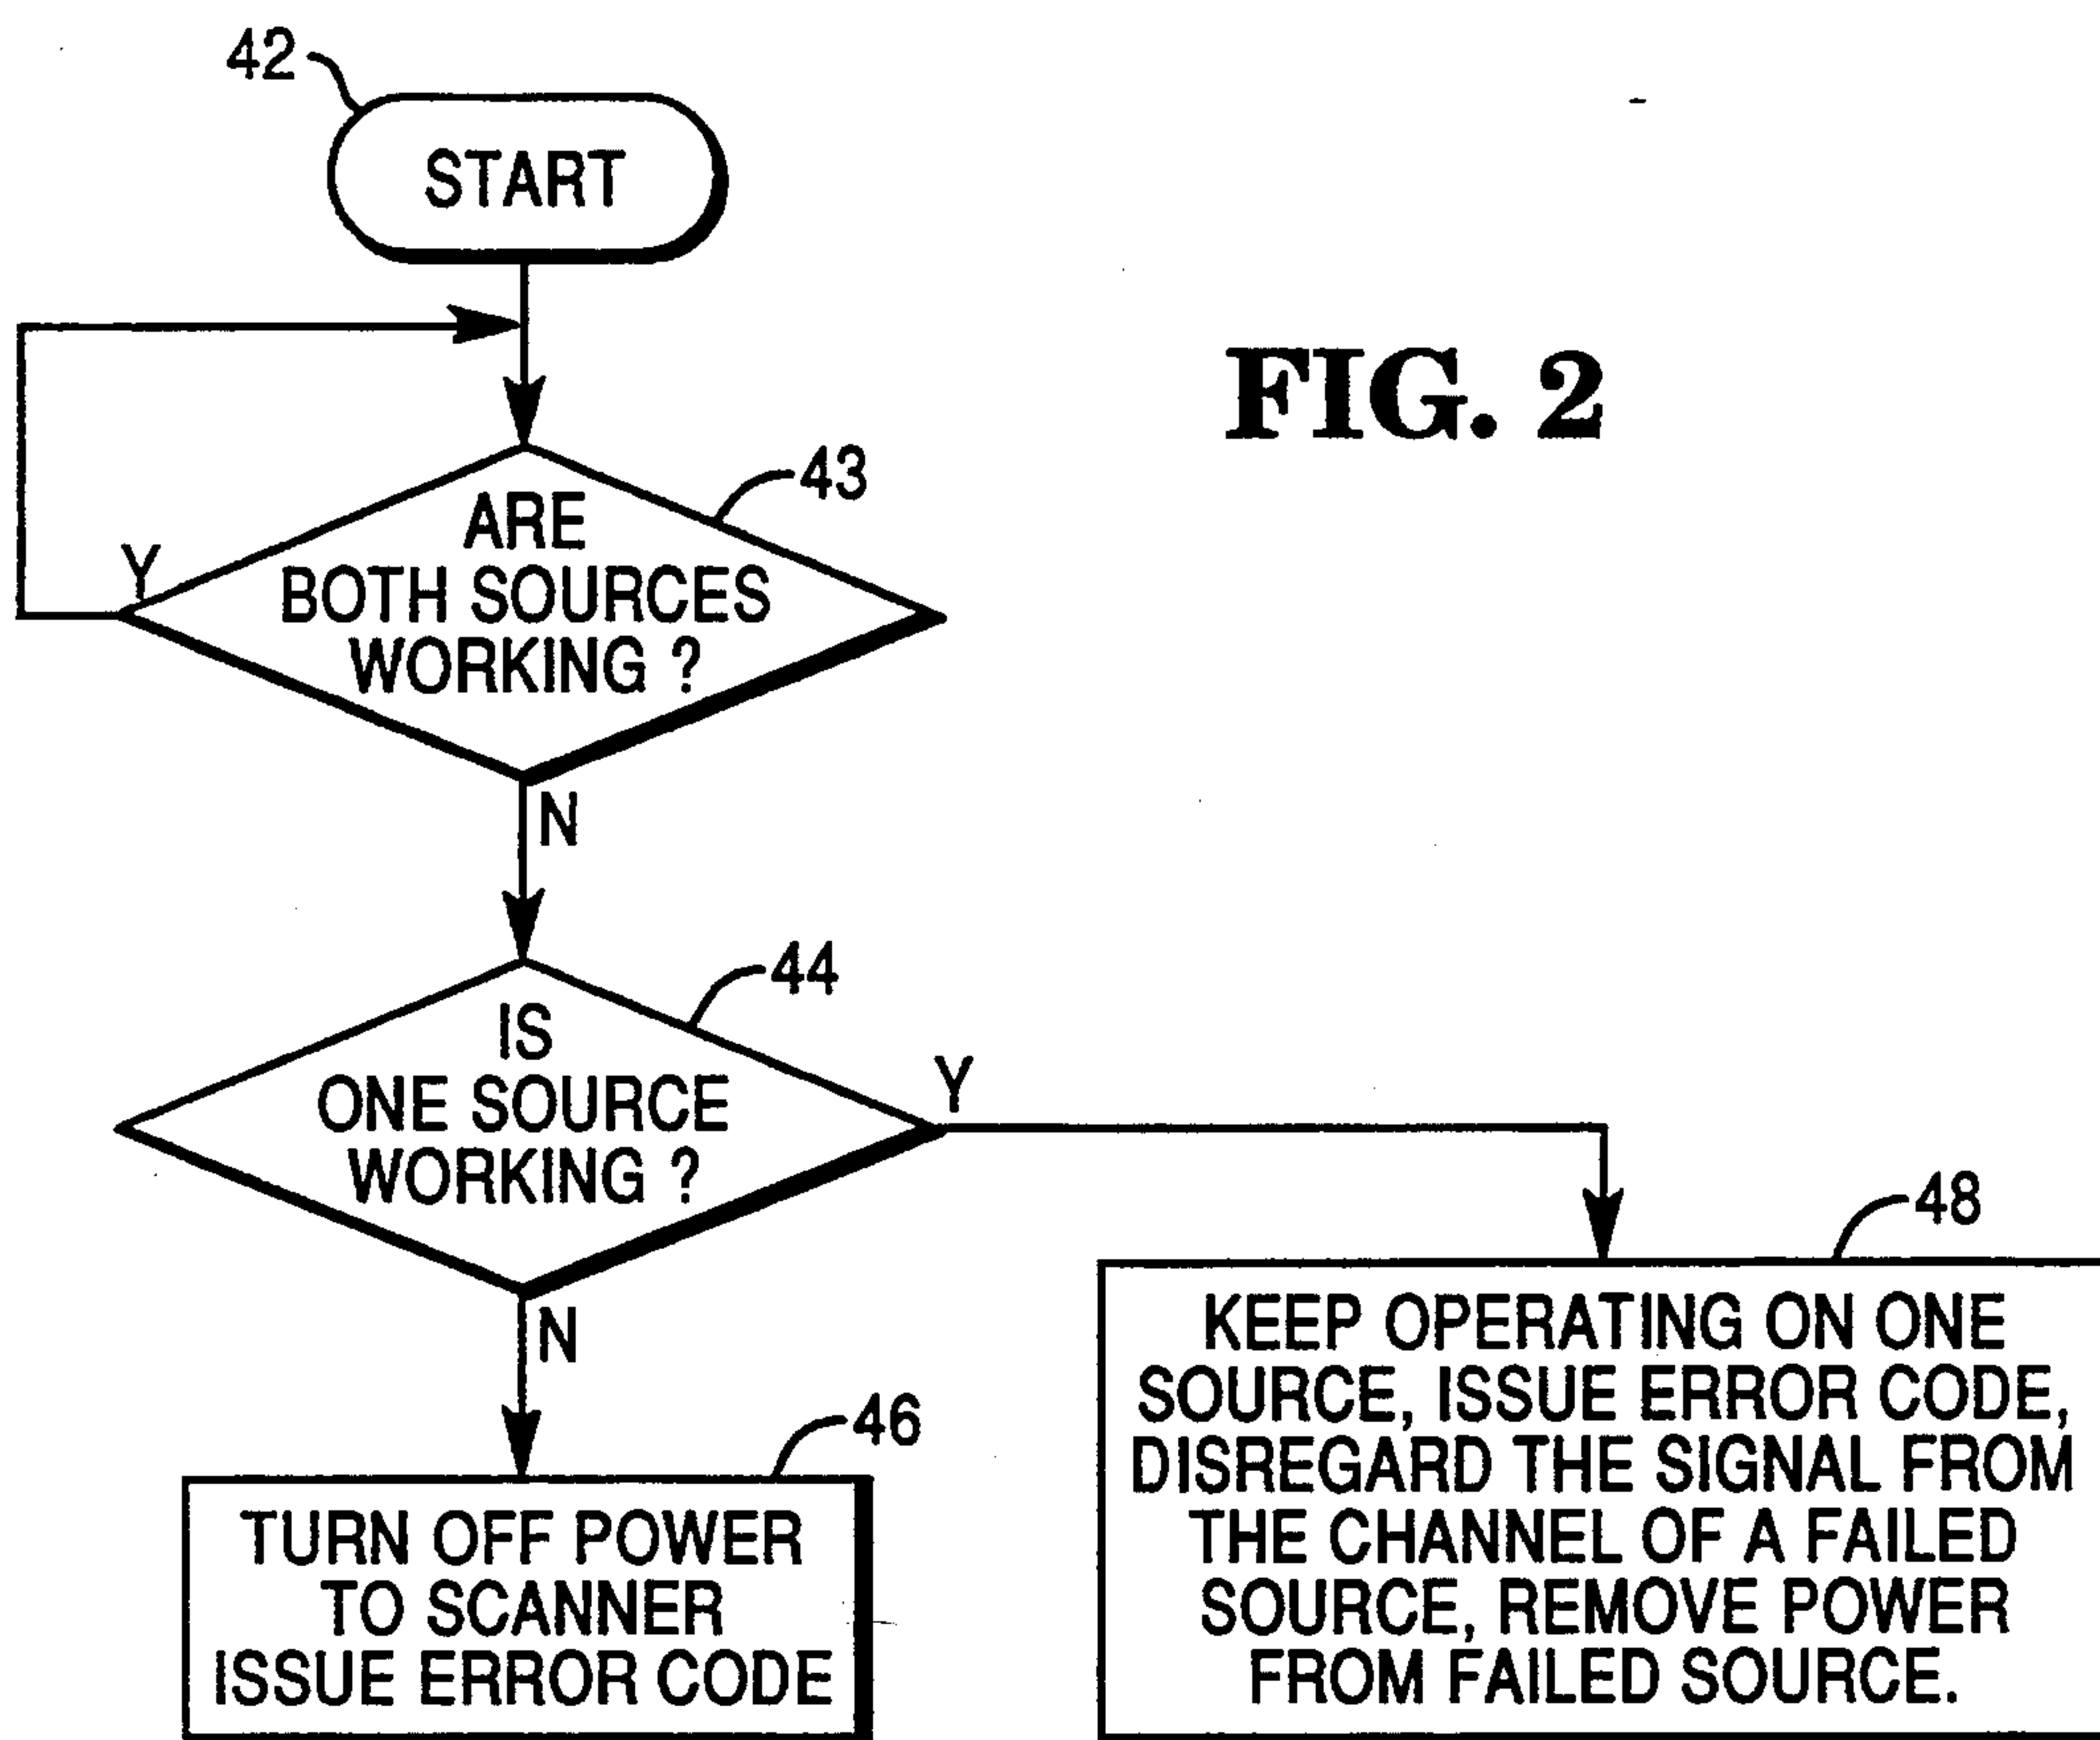 42
START
FIG. 2
43
ARE
BOTH SOURCES
WORKING ?
Y
N
44
IS
ONE SOURCE
WORKING ?
Y
N
48
KEEP OPERATING ON ONE
SOURCE, ISSUE ERROR CODE,
DISREGARD THE SIGNAL FROM
THE CHANNEL OF A FAILED
SOURCE, REMOVE POWER
FROM FAILED SOURCE.
46
TURN OFF POWER
TO SCANNER
ISSUE ERROR CODE